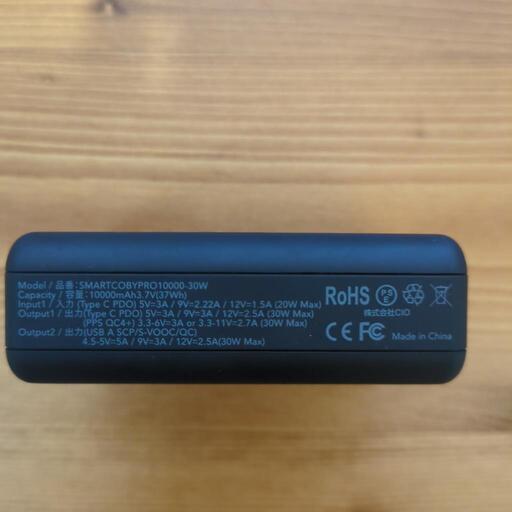 Model / 品番: SMARTCOBYPRO10000-30W
Capacity / 容量: 10000mAh3.7V(37Wh)
Input1 / 入力 (Type C PDO) 5V=3A / 9V=2.22A / 12V=1.5A (20W Max)
Output1 / 出力 (Type C PDO) 5V=3A / 9V=3A / 12V=2.5A (30W Max)
(PPS QC4+) 3.3-6V=3A or 3.3-11V=2.7A (30W Max)
Output2 / 出力(USB A SCP/S-VOOC/QC)
4.5-5V=5A / 9V=3A / 12V=2.5A(30W Max)
RoHS PSE
株式会社CIO
CE FC Made in China